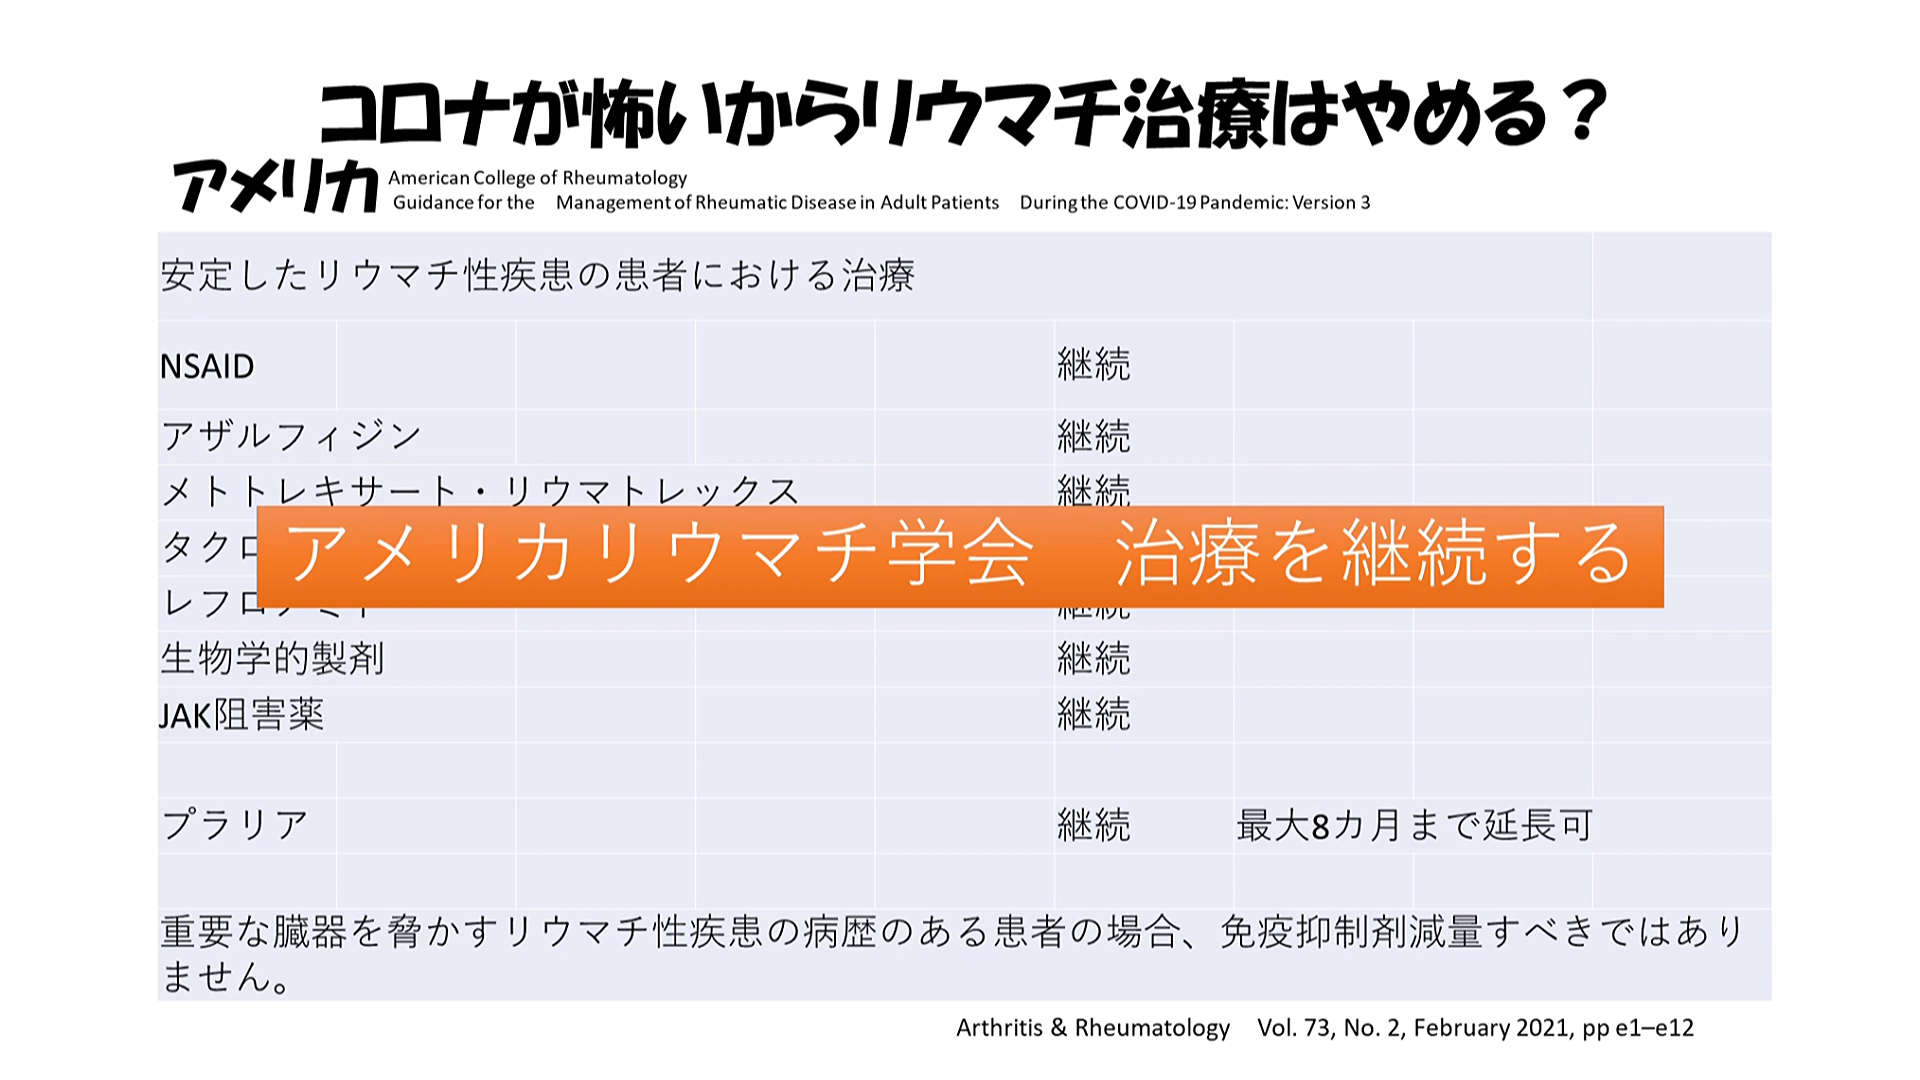 コロナが怖いからリウマチ治療はやめる？
アメリカ American College of Rheumatology
Guidance for the Management of Rheumatic Disease in Adult Patients During the COVID-19 Pandemic: Version 3
安定したリウマチ性疾患の患者における治療
NSAID 継続
アザルフィジン 継続
メトトレキサート・リウマトレックス 継続
タクロ
アメリカリウマチ学会　治療を継続する
レフロノミド 継続
生物学的製剤 継続
JAK阻害薬 継続
プラリア 継続 最大8カ月まで延長可
重要な臓器を脅かすリウマチ性疾患の病歴のある患者の場合、免疫抑制剤減量すべきではあり
ません。
Arthritis & Rheumatology Vol. 73, No. 2, February 2021, pp e1–e12